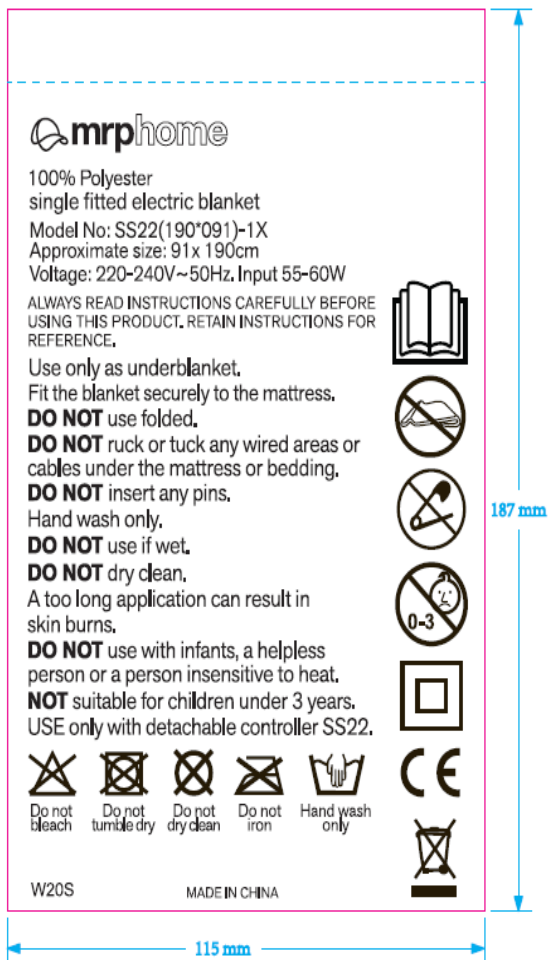 mrphome
100% Polyester
single fitted electric blanket
Model No: SS22(190*091)-1X
Approximate size: 91x 190cm
Voltage: 220-240V~50Hz. Input 55-60W
ALWAYS READ INSTRUCTIONS CAREFULLY BEFORE
USING THIS PRODUCT. RETAIN INSTRUCTIONS FOR
REFERENCE.
Use only as underblanket.
Fit the blanket securely to the mattress.
DO NOT use folded.
DO NOT ruck or tuck any wired areas or
cables under the mattress or bedding.
DO NOT insert any pins.
Hand wash only.
DO NOT use if wet.
DO NOT dry clean.
A too long application can result in
skin burns.
DO NOT use with infants, a helpless
person or a person insensitive to heat.
NOT suitable for children under 3 years.
USE only with detachable controller SS22.
0-3
CE
Do not
bleach
Do not
tumble dry
Do not
dry clean
Do not
iron
Hand wash
only
W20S
MADE IN CHINA
187 mm
115 mm